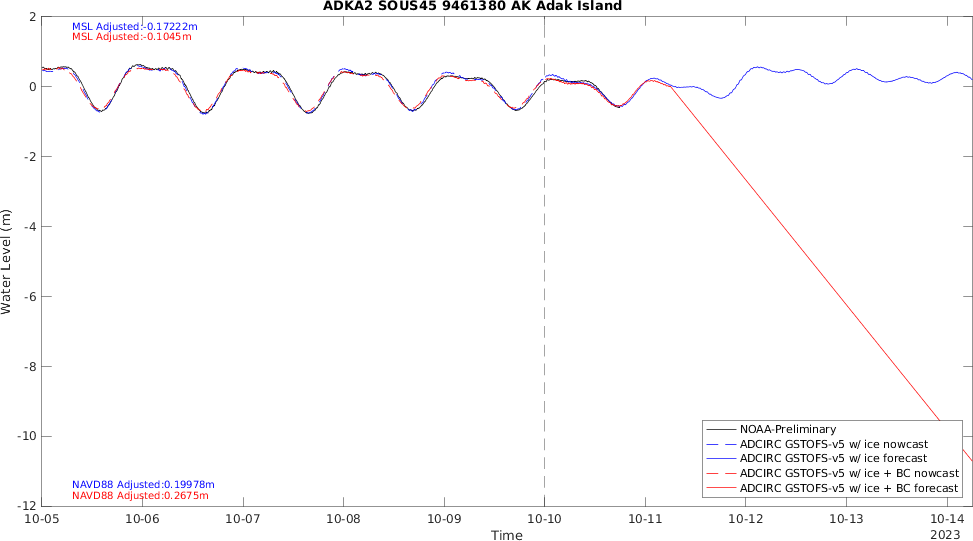 ADKA2 SOUS45 9461380 AK Adak Island
MSL Adjusted:-0.17222m
MSL Adjusted:-0.1045m
2
0
-2
-4
-6
-8
-10
-12
Water Level (m)
NOAA-Preliminary
ADCIRC GSTOFS-v5 w/ ice nowcast
ADCIRC GSTOFS-v5 w/ ice forecast
ADCIRC GSTOFS-v5 w/ ice + BC nowcast
ADCIRC GSTOFS-v5 w/ ice + BC forecast
NAVD88 Adjusted:0.19978m
NAVD88 Adjusted:0.2675m
10-05 10-06 10-07 10-08 10-09 10-10 10-11 10-12 10-13 10-14
Time
2023